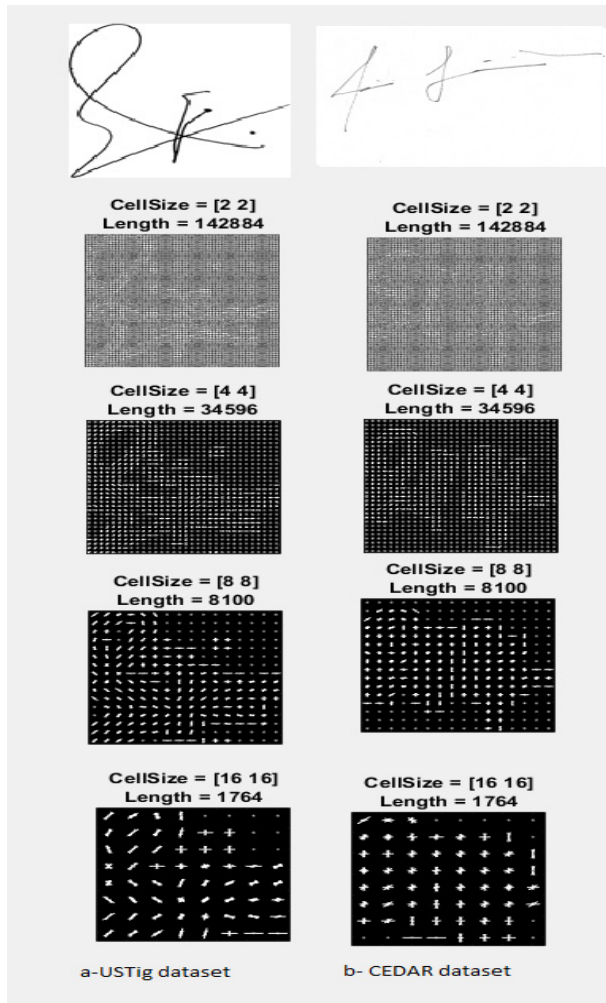 CellSize = [2 2]
Length = 142884
CellSize = [2 2]
Length = 142884
CellSize = [4 4]
Length = 34596
CellSize = [4 4]
Length = 34596
CellSize = [8 8]
Length = 8100
CellSize = [8 8]
Length = 8100
CellSize = [16 16]
Length = 1764
CellSize = [16 16]
Length = 1764
a-USTig dataset
b- CEDAR dataset